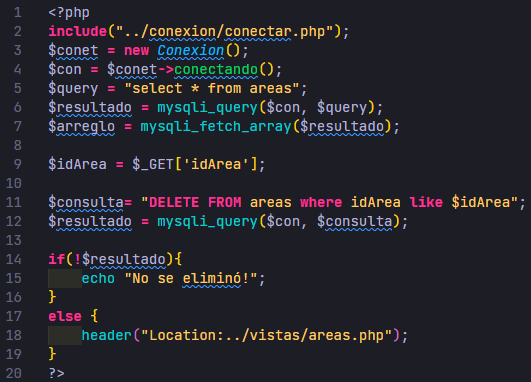 1 <?php
2 include("../conexion/conectar.php");
3 $conet = new Conexion();
4 $con = $conet->conectando();
5 $query = "select * from areas";
6 $resultado = mysqli_query($con, $query);
7 $arreglo = mysqli_fetch_array($resultado);
8
9 $idArea = $_GET['idArea'];
10
11 $consulta= "DELETE FROM areas where idArea like $idArea";
12 $resultado = mysqli_query($con, $consulta);
13
14 if(!$resultado){
15     echo "No se eliminó!";
16 }
17 else {
18     header("Location:../vistas/areas.php");
19 }
20 ?>